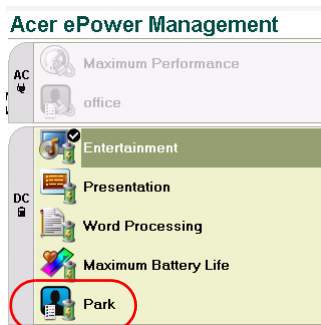 Acer ePower Management
Maximum Performance
AC
office
Entertainment
Presentation
DC
Word Processing
Maximum Battery Life
Park